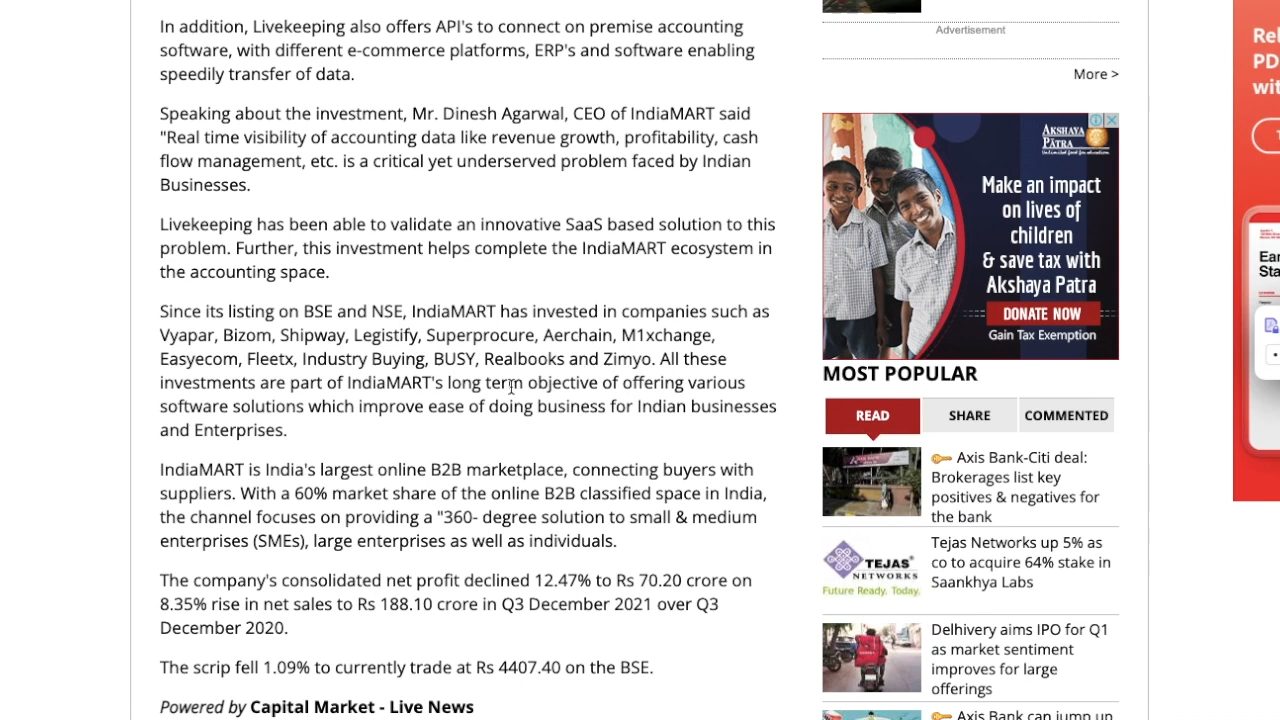 In addition, Livekeeping also offers API's to connect on premise accounting
software, with different e-commerce platforms, ERP's and software enabling
speedily transfer of data.
Speaking about the investment, Mr. Dinesh Agarwal, CEO of IndiaMART said
"Real time visibility of accounting data like revenue growth, profitability, cash
flow management, etc. is a critical yet underserved problem faced by Indian
Businesses.
Livekeeping has been able to validate an innovative SaaS based solution to this
problem. Further, this investment helps complete the IndiaMART ecosystem in
the accounting space.
Since its listing on BSE and NSE, IndiaMART has invested in companies such as
Vyapar, Bizom, Shipway, Legistify, Superprocure, Aerchain, M1xchange,
Easyecom, Fleetx, Industry Buying, BUSY, Realbooks and Zimyo. All these
investments are part of IndiaMART's long term objective of offering various
software solutions which improve ease of doing business for Indian businesses
and Enterprises.
IndiaMART is India's largest online B2B marketplace, connecting buyers with
suppliers. With a 60% market share of the online B2B classified space in India,
the channel focuses on providing a "360- degree solution to small & medium
enterprises (SMEs), large enterprises as well as individuals.
The company's consolidated net profit declined 12.47% to Rs 70.20 crore on
8.35% rise in net sales to Rs 188.10 crore in Q3 December 2021 over Q3
December 2020.
The scrip fell 1.09% to currently trade at Rs 4407.40 on the BSE.
Powered by Capital Market - Live News
Advertisement
More >
AKSHAYA
PATRA
Unlimited food for education
Make an impact
on lives of
children
& save tax with
Akshaya Patra
DONATE NOW
Gain Tax Exemption
MOST POPULAR
READ SHARE COMMENTED
Axis Bank-Citi deal:
Brokerages list key
positives & negatives for
the bank
TEJAS
NETWORKS
Future Ready. Today.
Tejas Networks up 5% as
co to acquire 64% stake in
Saankhya Labs
Delhivery aims IPO for Q1
as market sentiment
improves for large
offerings
Axis Bank can jump up
Rel
PD
wit
Ear
Sta